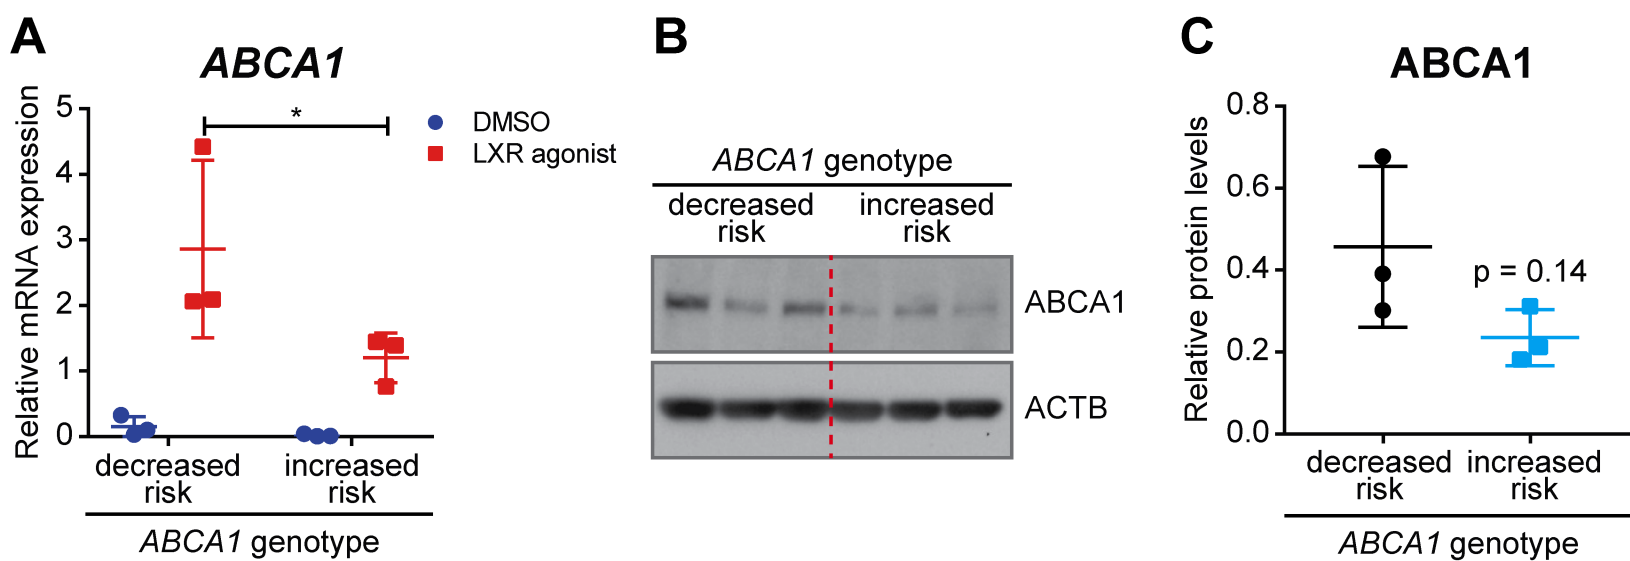 A
ABCA1
Relative mRNA expression
5
4
3
2
1
0
*
DMSO
LXR agonist
decreased
risk
increased
risk
ABCA1 genotype
B
ABCA1 genotype
decreased
risk
increased
risk
ABCA1
ACTB
C
ABCA1
Relative protein levels
0.8
0.6
0.4
0.2
0.0
p = 0.14
decreased
risk
increased
risk
ABCA1 genotype